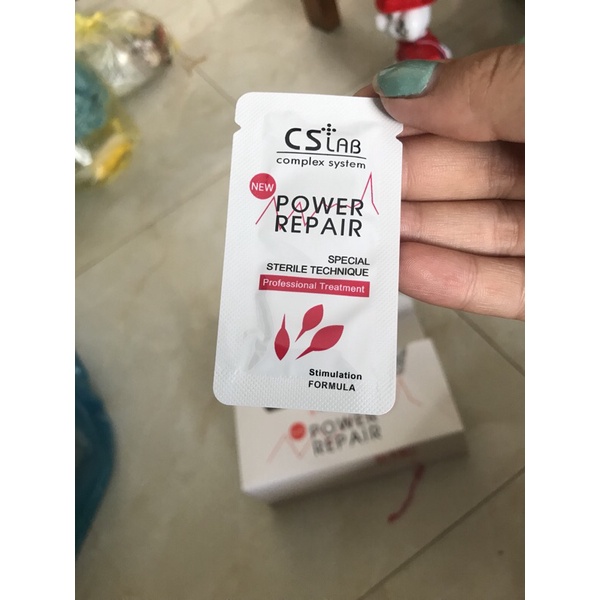 CS LAB
complex system
NEW
POWER
REPAIR
SPECIAL
STERILE TECHNIQUE
Professional Treatment
Stimulation
FORMULA
POWER
REPAIR